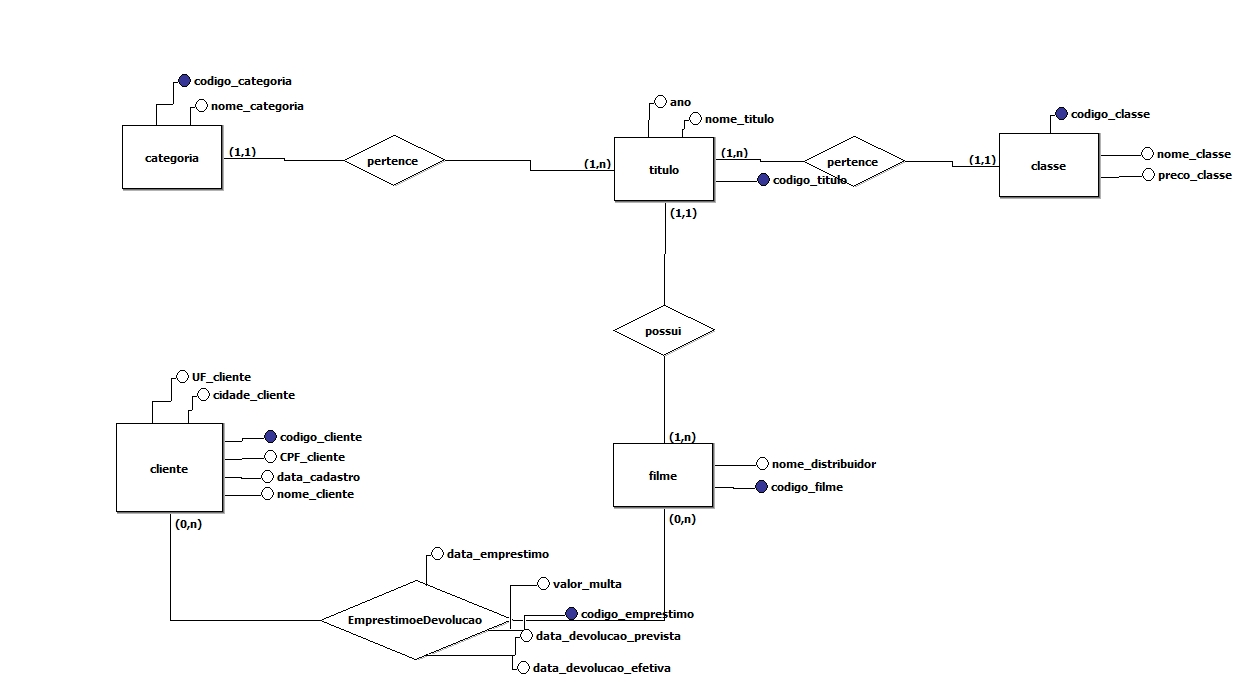 codigo_categoria
nome_categoria
categoria
(1,1)
pertence
(1,n)
ano
nome_titulo
titulo
(1,n)
codigo_titulo
(1,1)
pertence
(1,1)
codigo_classe
classe
nome_classe
preco_classe
possui
UF_cliente
cidade_cliente
codigo_cliente
CPF_cliente
data_cadastro
nome_cliente
cliente
(0,n)
(1,n)
filme
nome_distribuidor
codigo_filme
(0,n)
data_emprestimo
valor_multa
EmprestimoeDevolucao
codigo_emprestimo
data_devolucao_prevista
data_devolucao_efetiva